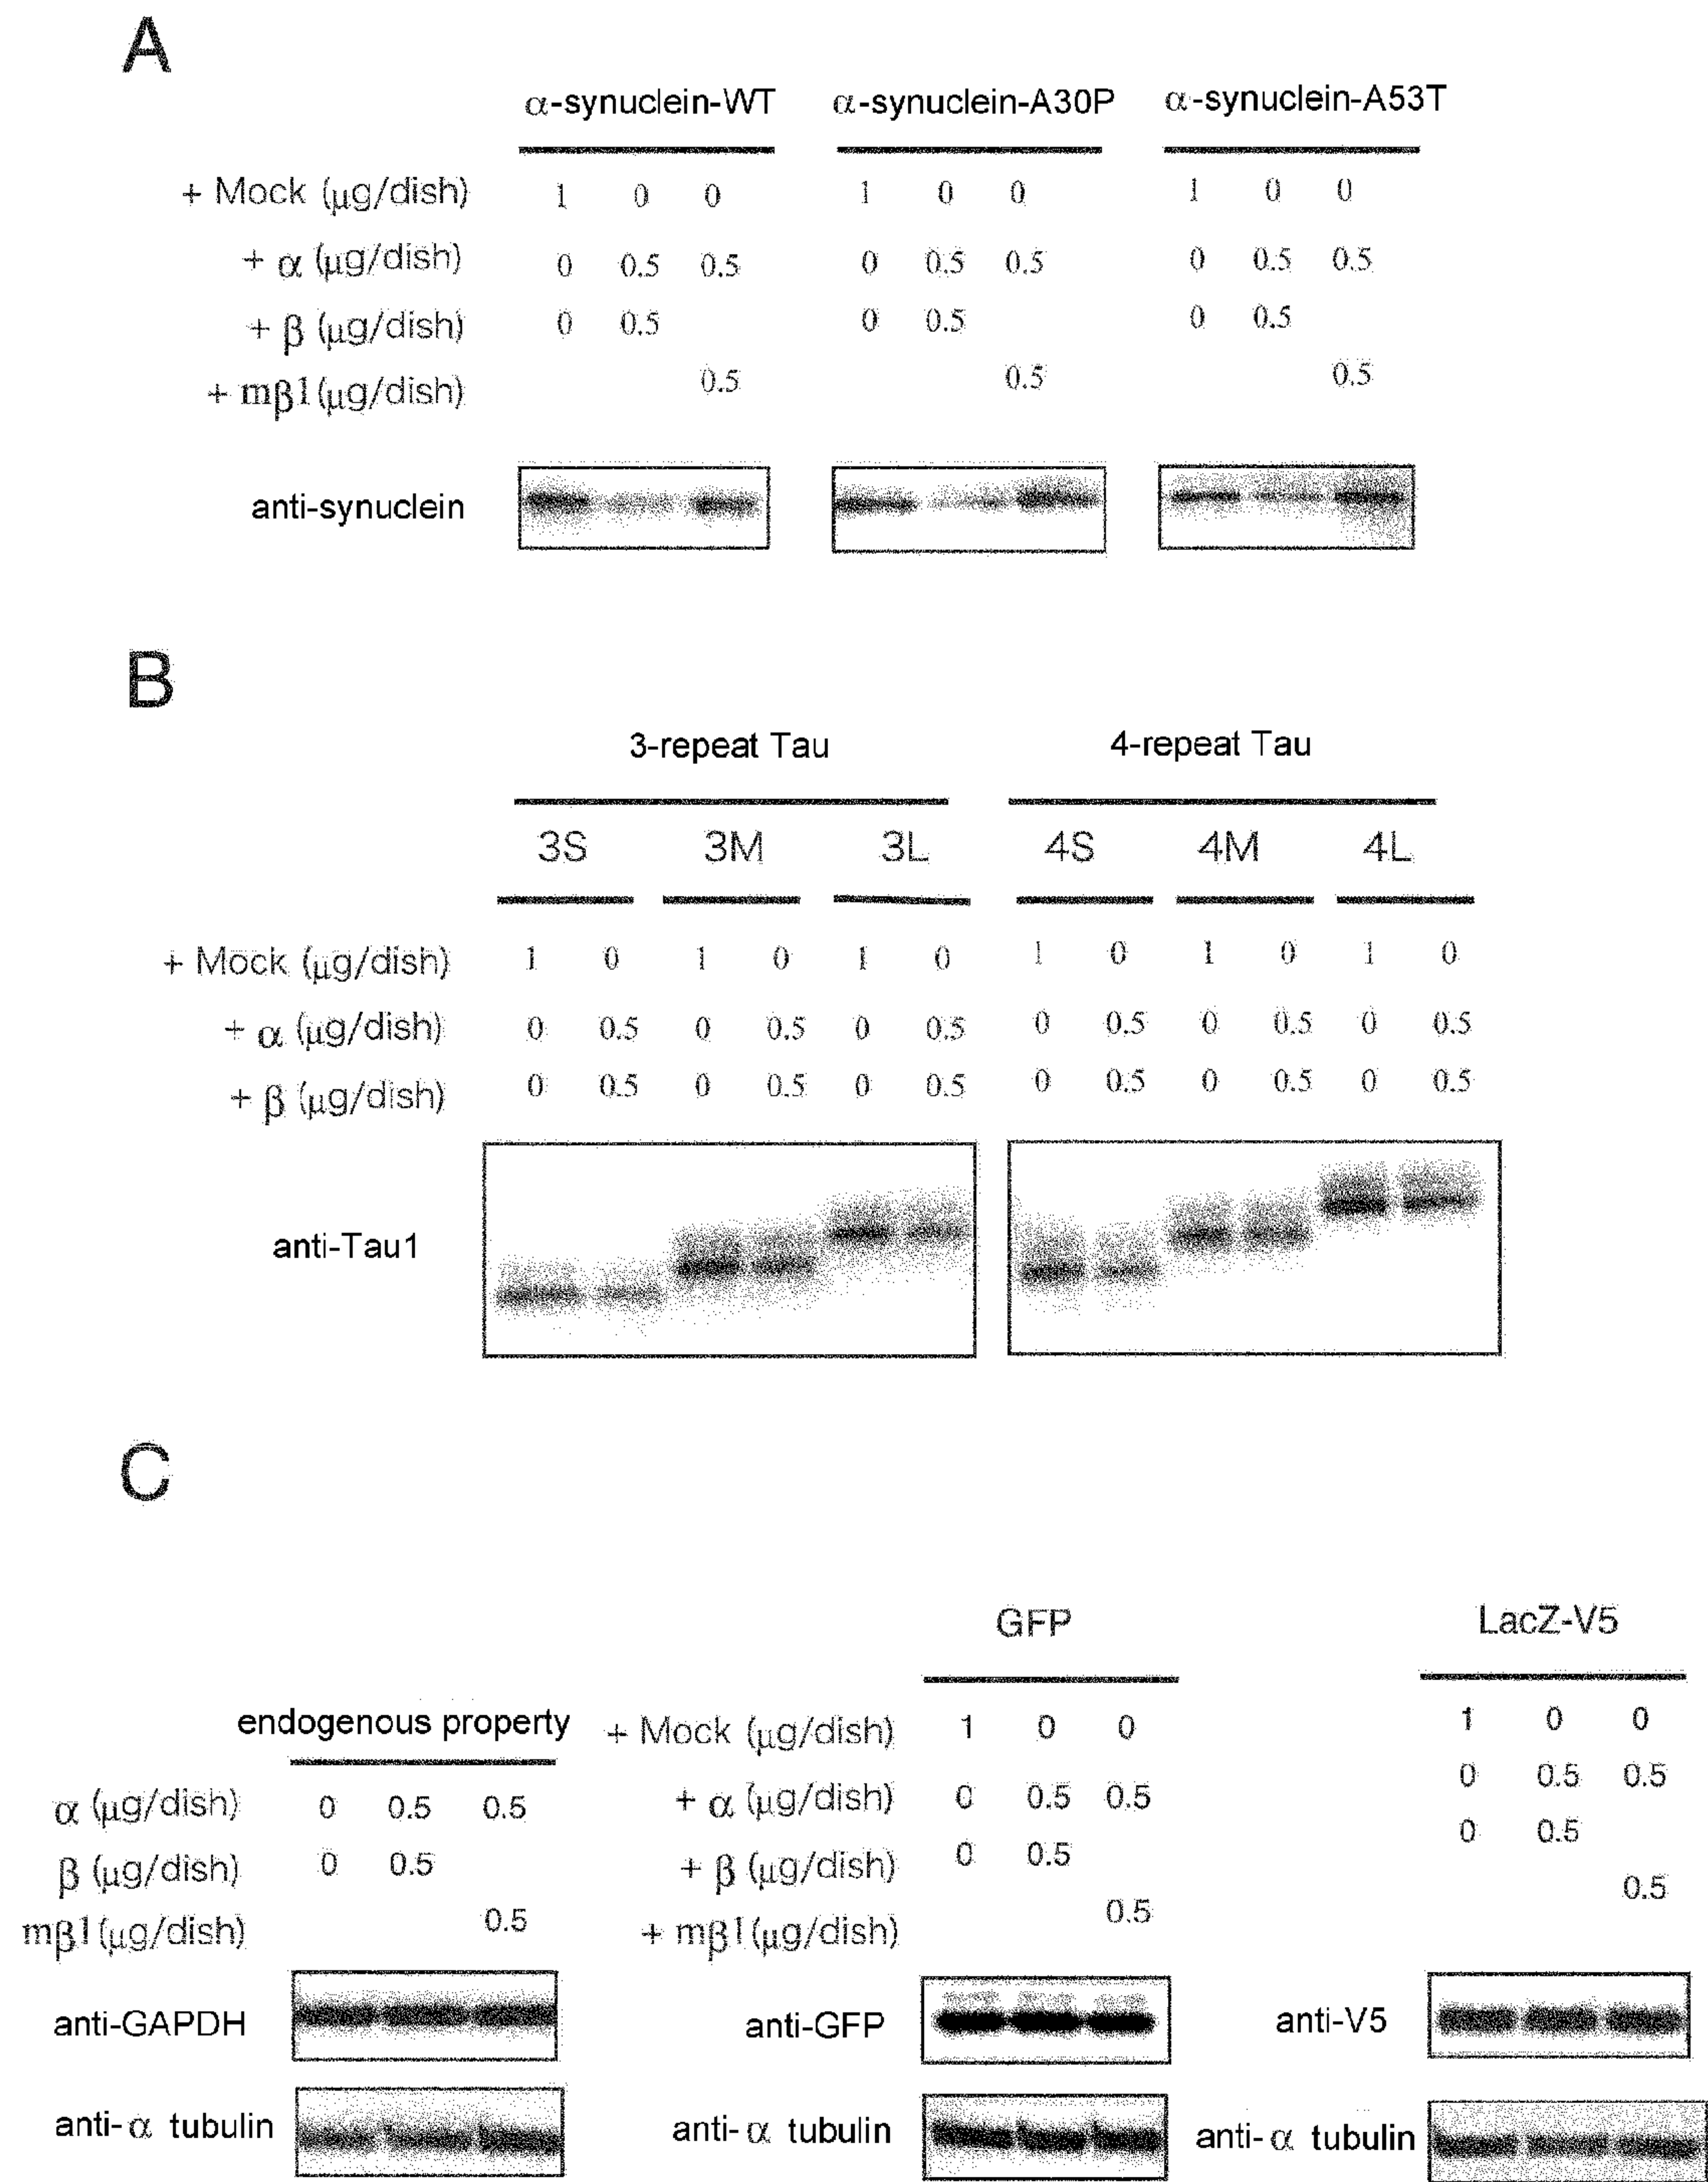 A
α-synuclein-WT α-synuclein-A30P α-synuclein-A53T
+ Mock (μg/dish) 1 0 0 1 0 0 1 0 0
+ α (μg/dish) 0 0.5 0.5 0 0.5 0.5 0 0.5 0.5
+ β (μg/dish) 0 0.5 0 0.5 0 0.5
+ mβ1(μg/dish) 0.5 0.5 0.5
anti-synuclein
B
3-repeat Tau 4-repeat Tau
3S 3M 3L 4S 4M 4L
+ Mock (μg/dish) 1 0 1 0 1 0 1 0 1 0 1 0
+ α (μg/dish) 0 0.5 0 0.5 0 0.5 0 0.5 0 0.5 0 0.5
+ β (μg/dish) 0 0.5 0 0.5 0 0.5 0 0.5 0 0.5 0 0.5
anti-Tau1
C
endogenous property
α (μg/dish) 0 0.5 0.5
β (μg/dish) 0 0.5
mβ1(μg/dish) 0.5
anti-GAPDH
anti-α tubulin
GFP
+ Mock (μg/dish) 1 0 0
+ α (μg/dish) 0 0.5 0.5
+ β (μg/dish) 0 0.5
+ mβ1(μg/dish) 0.5
anti-GFP
anti-α tubulin
LacZ-V5
1 0 0
0 0.5 0.5
0 0.5
0.5
anti-V5
anti-α tubulin